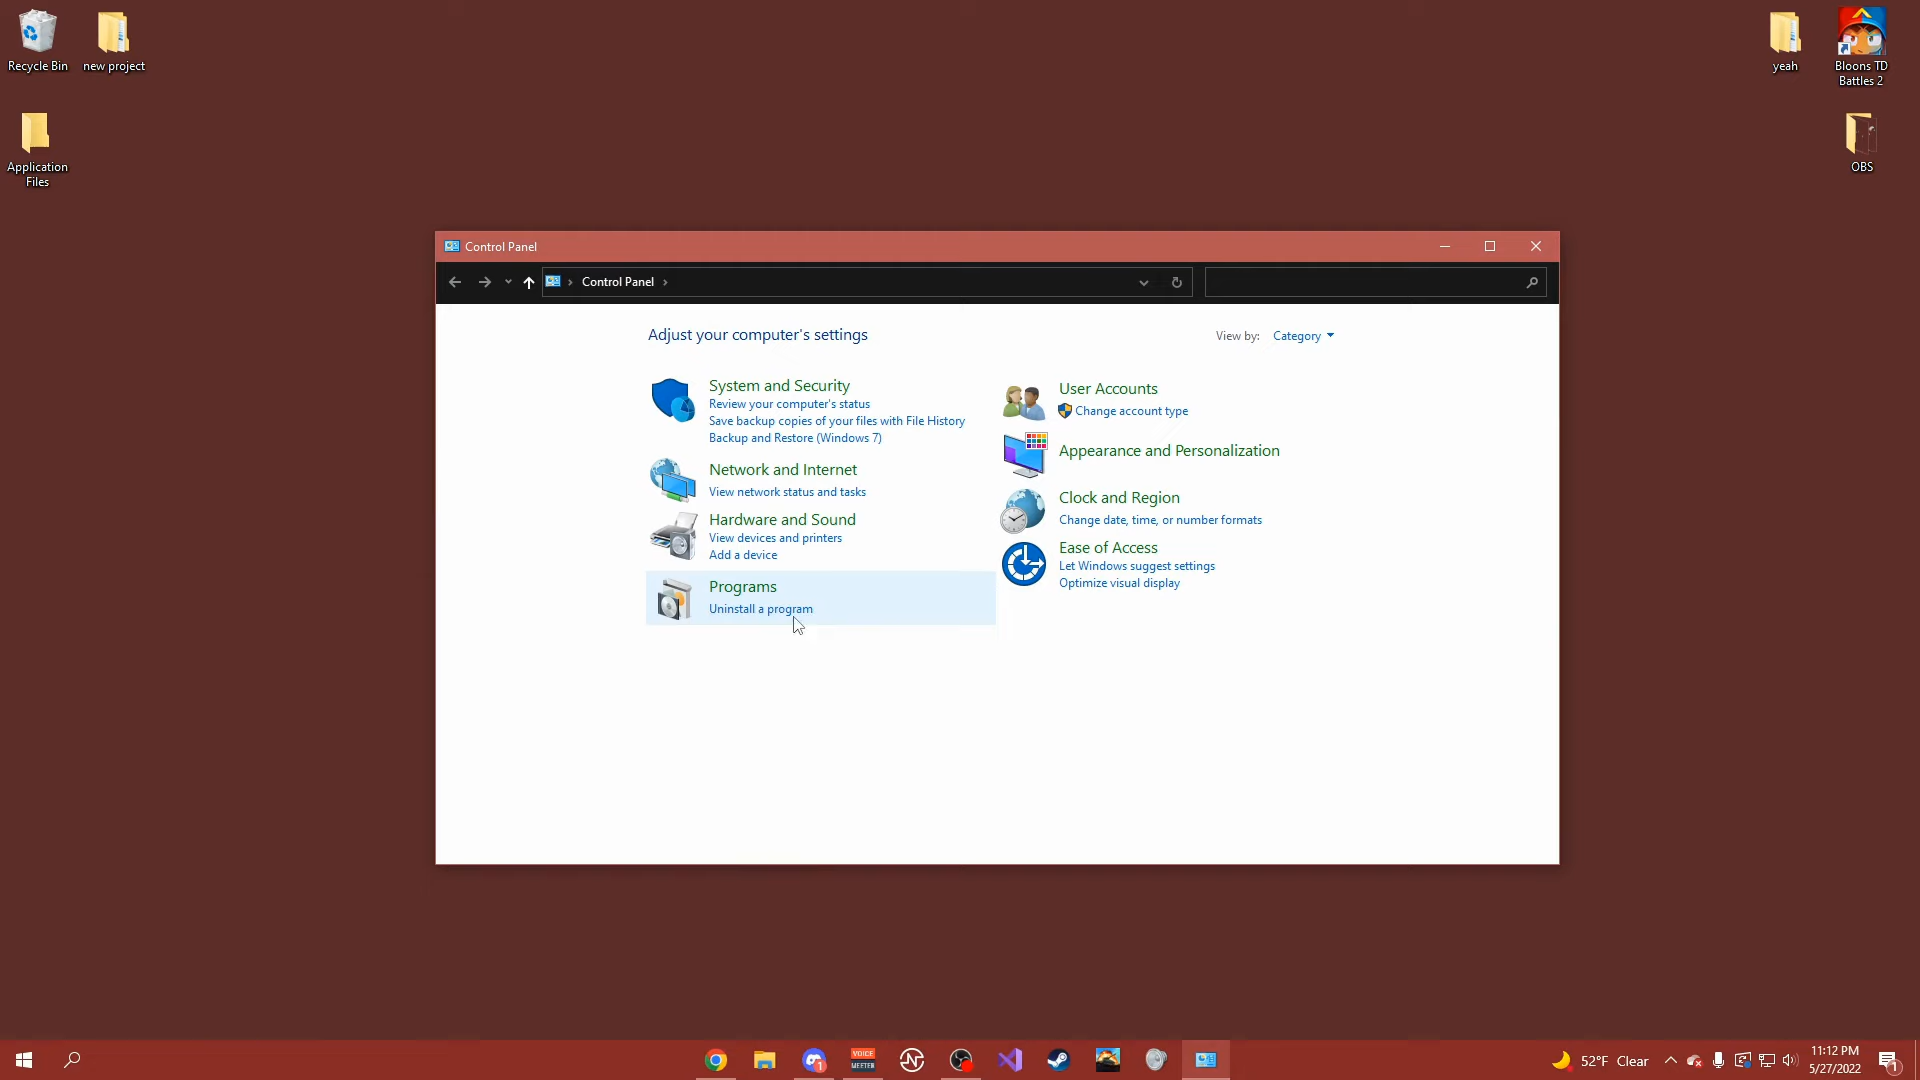 Recycle Bin
new project
yeah
Bloons TD
Battles 2
Application
Files
OBS
Control Panel
Control Panel
Adjust your computer's settings
View by: Category
System and Security
Review your computer's status
Save backup copies of your files with File History
Backup and Restore (Windows 7)
Network and Internet
View network status and tasks
Hardware and Sound
View devices and printers
Add a device
Programs
Uninstall a program
User Accounts
Change account type
Appearance and Personalization
Clock and Region
Change date, time, or number formats
Ease of Access
Let Windows suggest settings
Optimize visual display
1
VOICE
MEETER
52°F Clear
11:12 PM
5/27/2022
1